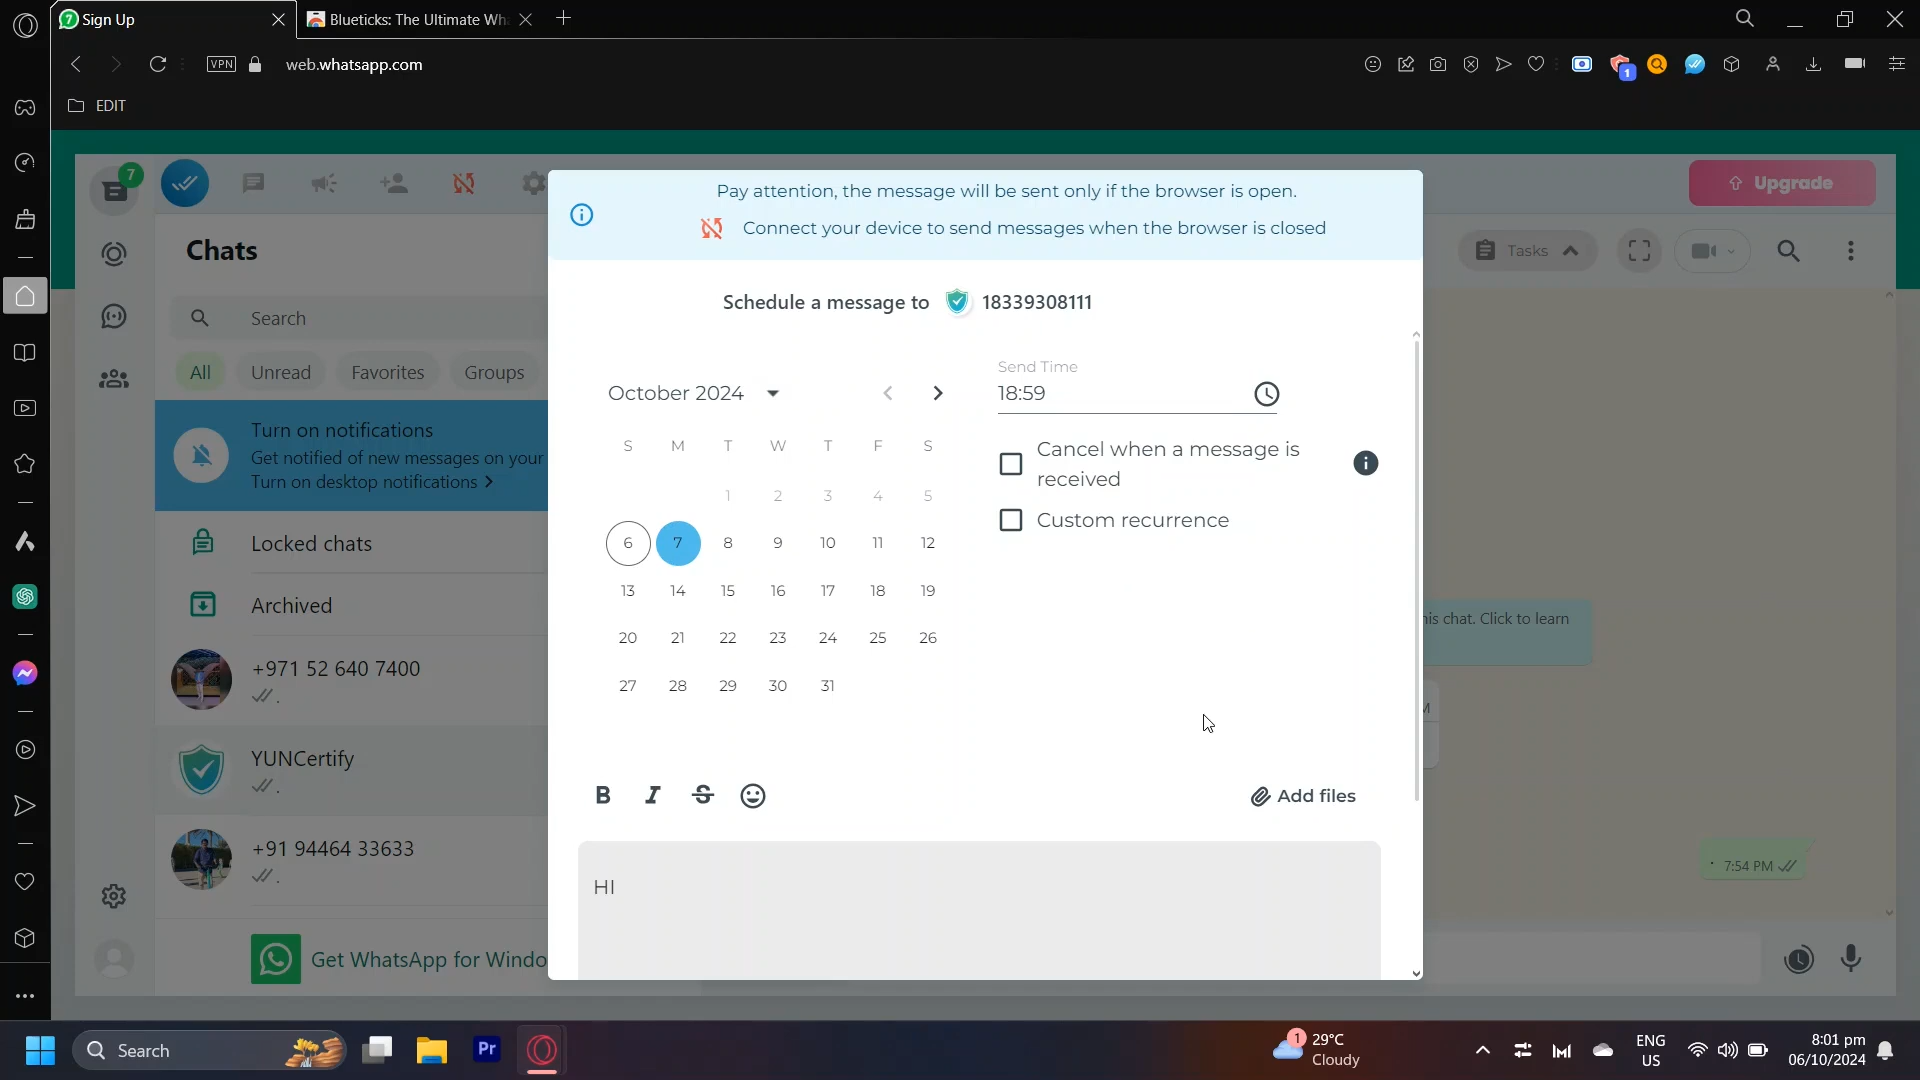 7 Sign Up
Blueticks: The Ultimate Wh
VPN
web.whatsapp.com
1
EDIT
7
Upgrade
Pay attention, the message will be sent only if the browser is open.
Connect your device to send messages when the browser is closed
Chats
Tasks
Schedule a message to 18339308111
Search
All Unread Favorites Groups
October 2024
Send Time
18:59
S M T W T F S
1 2 3 4 5
6 7 8 9 10 11 12
13 14 15 16 17 18 19
20 21 22 23 24 25 26
27 28 29 30 31
Cancel when a message is
received
Custom recurrence
Turn on notifications
Get notified of new messages on your
Turn on desktop notifications >
Locked chats
Archived
his chat. Click to learn
+971 52 640 7400
.
YUNCertify
.
M
B I S
Add files
+91 94464 33633
.
. 7:54 PM
HI
Get WhatsApp for Windo
Search
Pr
1
29°C
Cloudy
ENG
US
8:01 pm
06/10/2024